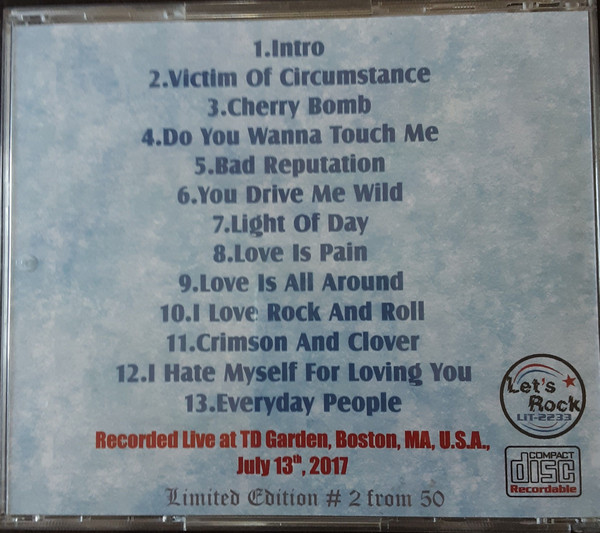 1.Intro
2.Victim Of Circumstance
3.Cherry Bomb
4.Do You Wanna Touch Me
5.Bad Reputation
6.You Drive Me Wild
7.Light Of Day
8.Love Is Pain
9.Love Is All Around
10.I Love Rock And Roll
11.Crimson And Clover
12.I Hate Myself For Loving You
13.Everyday People
Recorded Live at TD Garden, Boston, MA, U.S.A.,
July 13th, 2017
Limited Edition # 2 from 50
Let's
Rock
LIT-2233
COMPACT
disc
Recordable